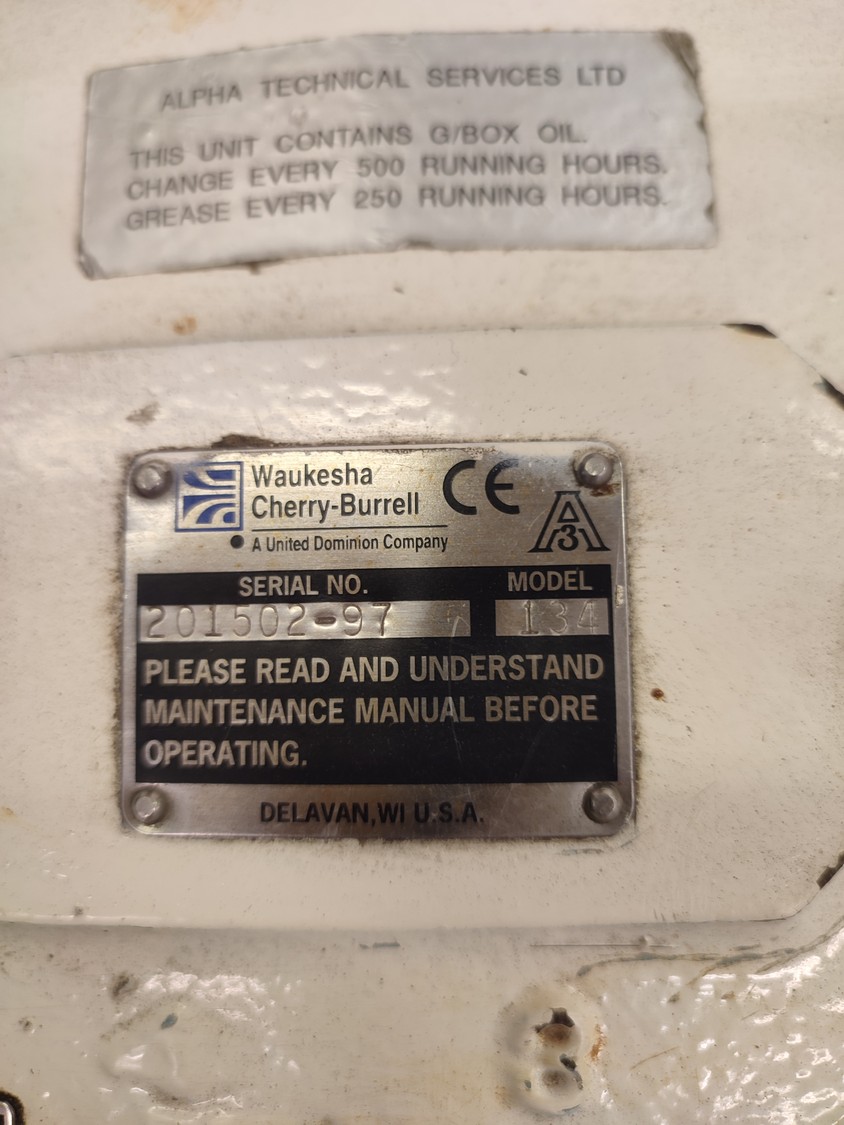 ALPHA TECHNICAL SERVICES LTD
THIS UNIT CONTAINS G/BOX OIL.
CHANGE EVERY 500 RUNNING HOURS.
GREASE EVERY 250 RUNNING HOURS.
Waukesha
Cherry-Burrell
CE
A United Dominion Company
A
3
SERIAL NO. MODEL
201502-97 134
PLEASE READ AND UNDERSTAND
MAINTENANCE MANUAL BEFORE
OPERATING.
DELAVAN,WI U.S.A.